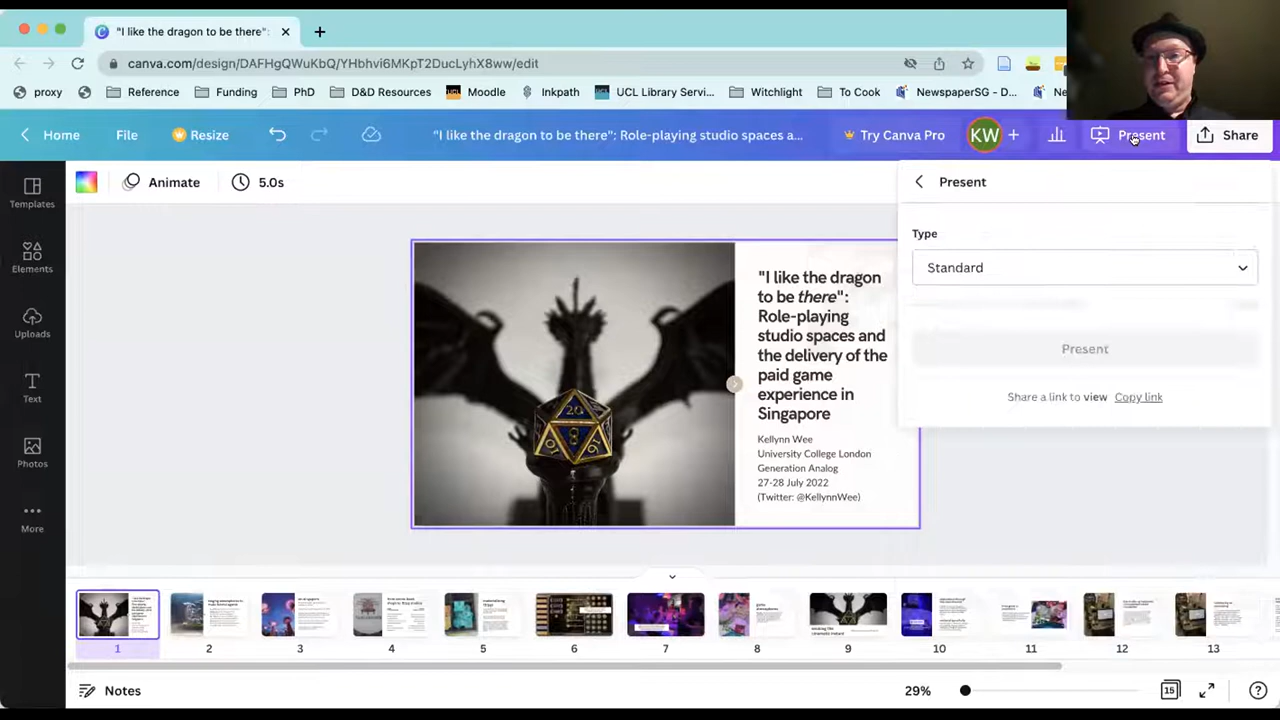 "I like the dragon to be there":
canva.com/design/DAFHgQWuKbQ/YHbhvi6MKpT2DucLyhX8ww/edit
proxy
Reference
Funding
PhD
D&D Resources
Moodle
Inkpath
UCL Library Servi...
Witchlight
To Cook
NewspaperSG - D...
Home
File
Resize
"I like the dragon to be there": Role-playing studio spaces a...
Try Canva Pro
KW
Present
Share
Templates
Elements
Uploads
Text
Photos
More
Animate
5.0s
Present
Type
Standard
Present
Share a link to view Copy link
"I like the dragon
to be there":
Role-playing
studio spaces and
the delivery of the
paid game
experience in
Singapore
Kellynn Wee
University College London
Generation Analog
27-28 July 2022
(Twitter: @KellynnWee)
20
8
1
2
3
4
5
6
7
8
9
10
11
12
13
Notes
29%
15